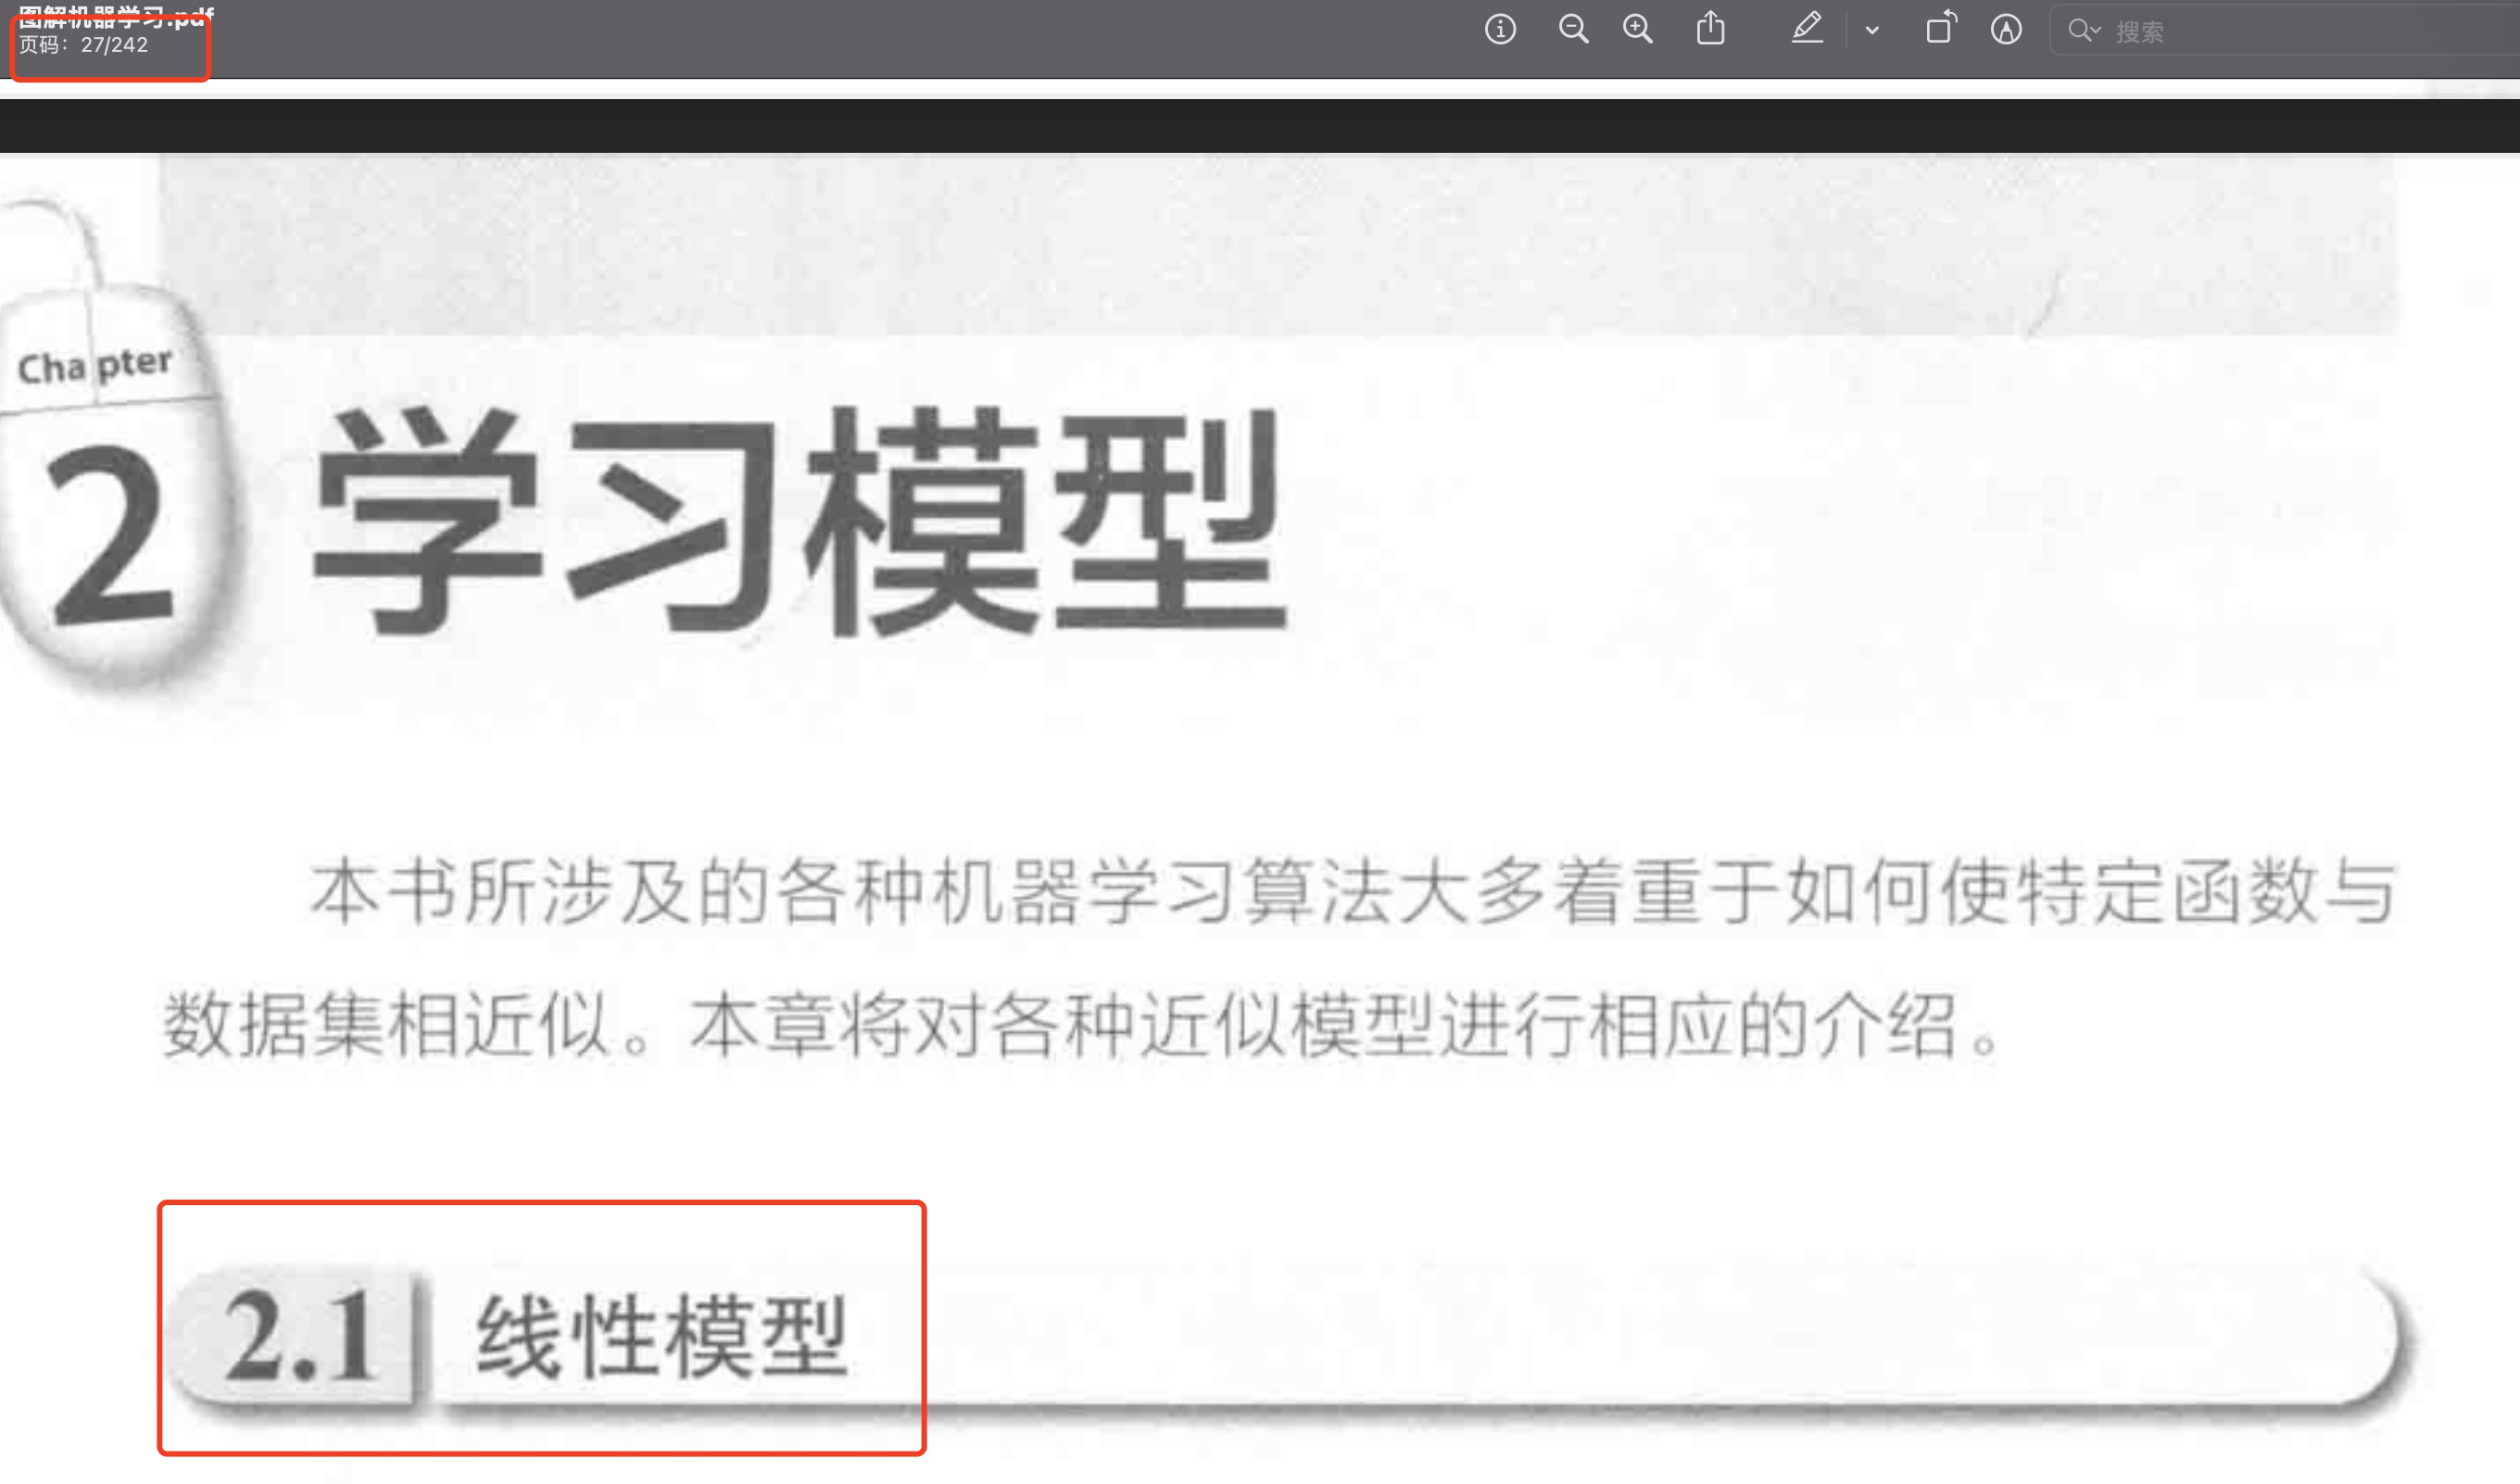 图解机器学习.pdf
页码：27/242
搜索
Chapter
2 学习模型
本书所涉及的各种机器学习算法大多着重于如何使特定函数与
数据集相近似。本章将对各种近似模型进行相应的介绍。
2.1 线性模型